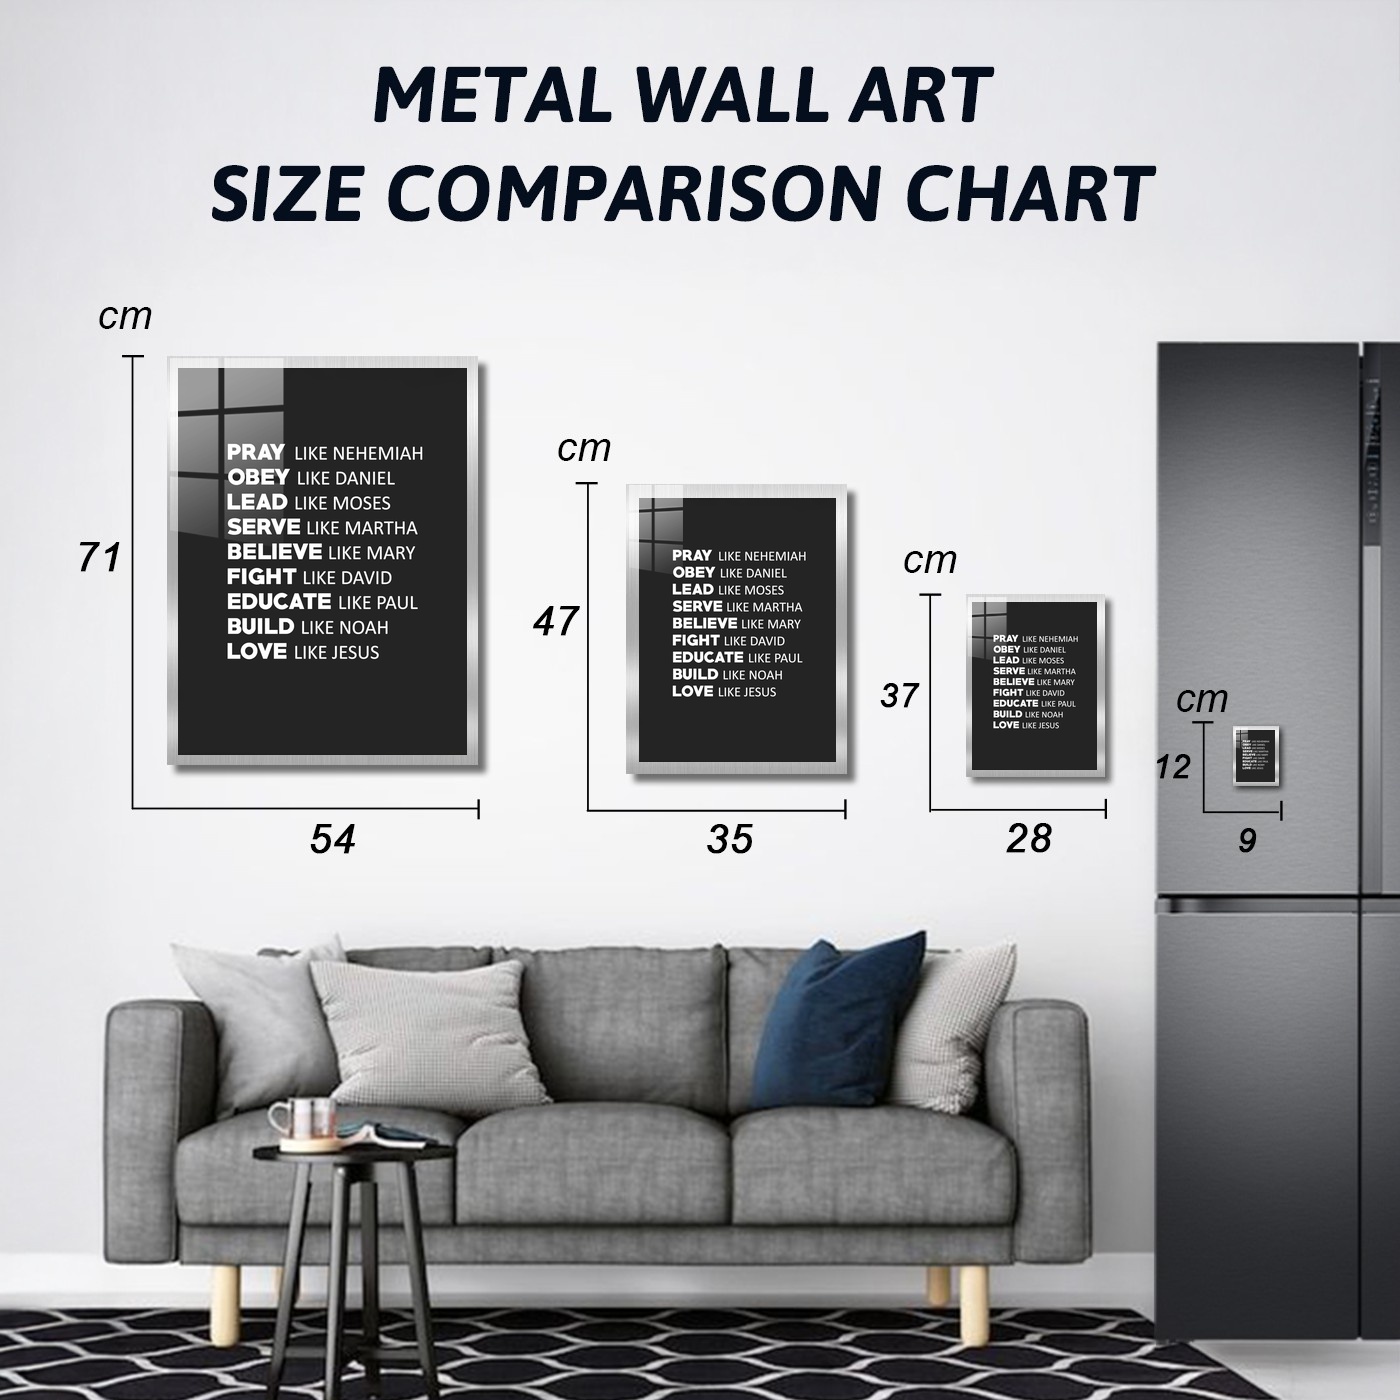 METAL WALL ART
SIZE COMPARISON CHART
cm
71
54
PRAY LIKE NEHEMIAH
OBEY LIKE DANIEL
LEAD LIKE MOSES
SERVE LIKE MARTHA
BELIEVE LIKE MARY
FIGHT LIKE DAVID
EDUCATE LIKE PAUL
BUILD LIKE NOAH
LOVE LIKE JESUS
cm
47
35
PRAY LIKE NEHEMIAH
OBEY LIKE DANIEL
LEAD LIKE MOSES
SERVE LIKE MARTHA
BELIEVE LIKE MARY
FIGHT LIKE DAVID
EDUCATE LIKE PAUL
BUILD LIKE NOAH
LOVE LIKE JESUS
cm
37
28
PRAY LIKE NEHEMIAH
OBEY LIKE DANIEL
LEAD LIKE MOSES
SERVE LIKE MARTHA
BELIEVE LIKE MARY
FIGHT LIKE DAVID
EDUCATE LIKE PAUL
BUILD LIKE NOAH
LOVE LIKE JESUS
cm
12
9